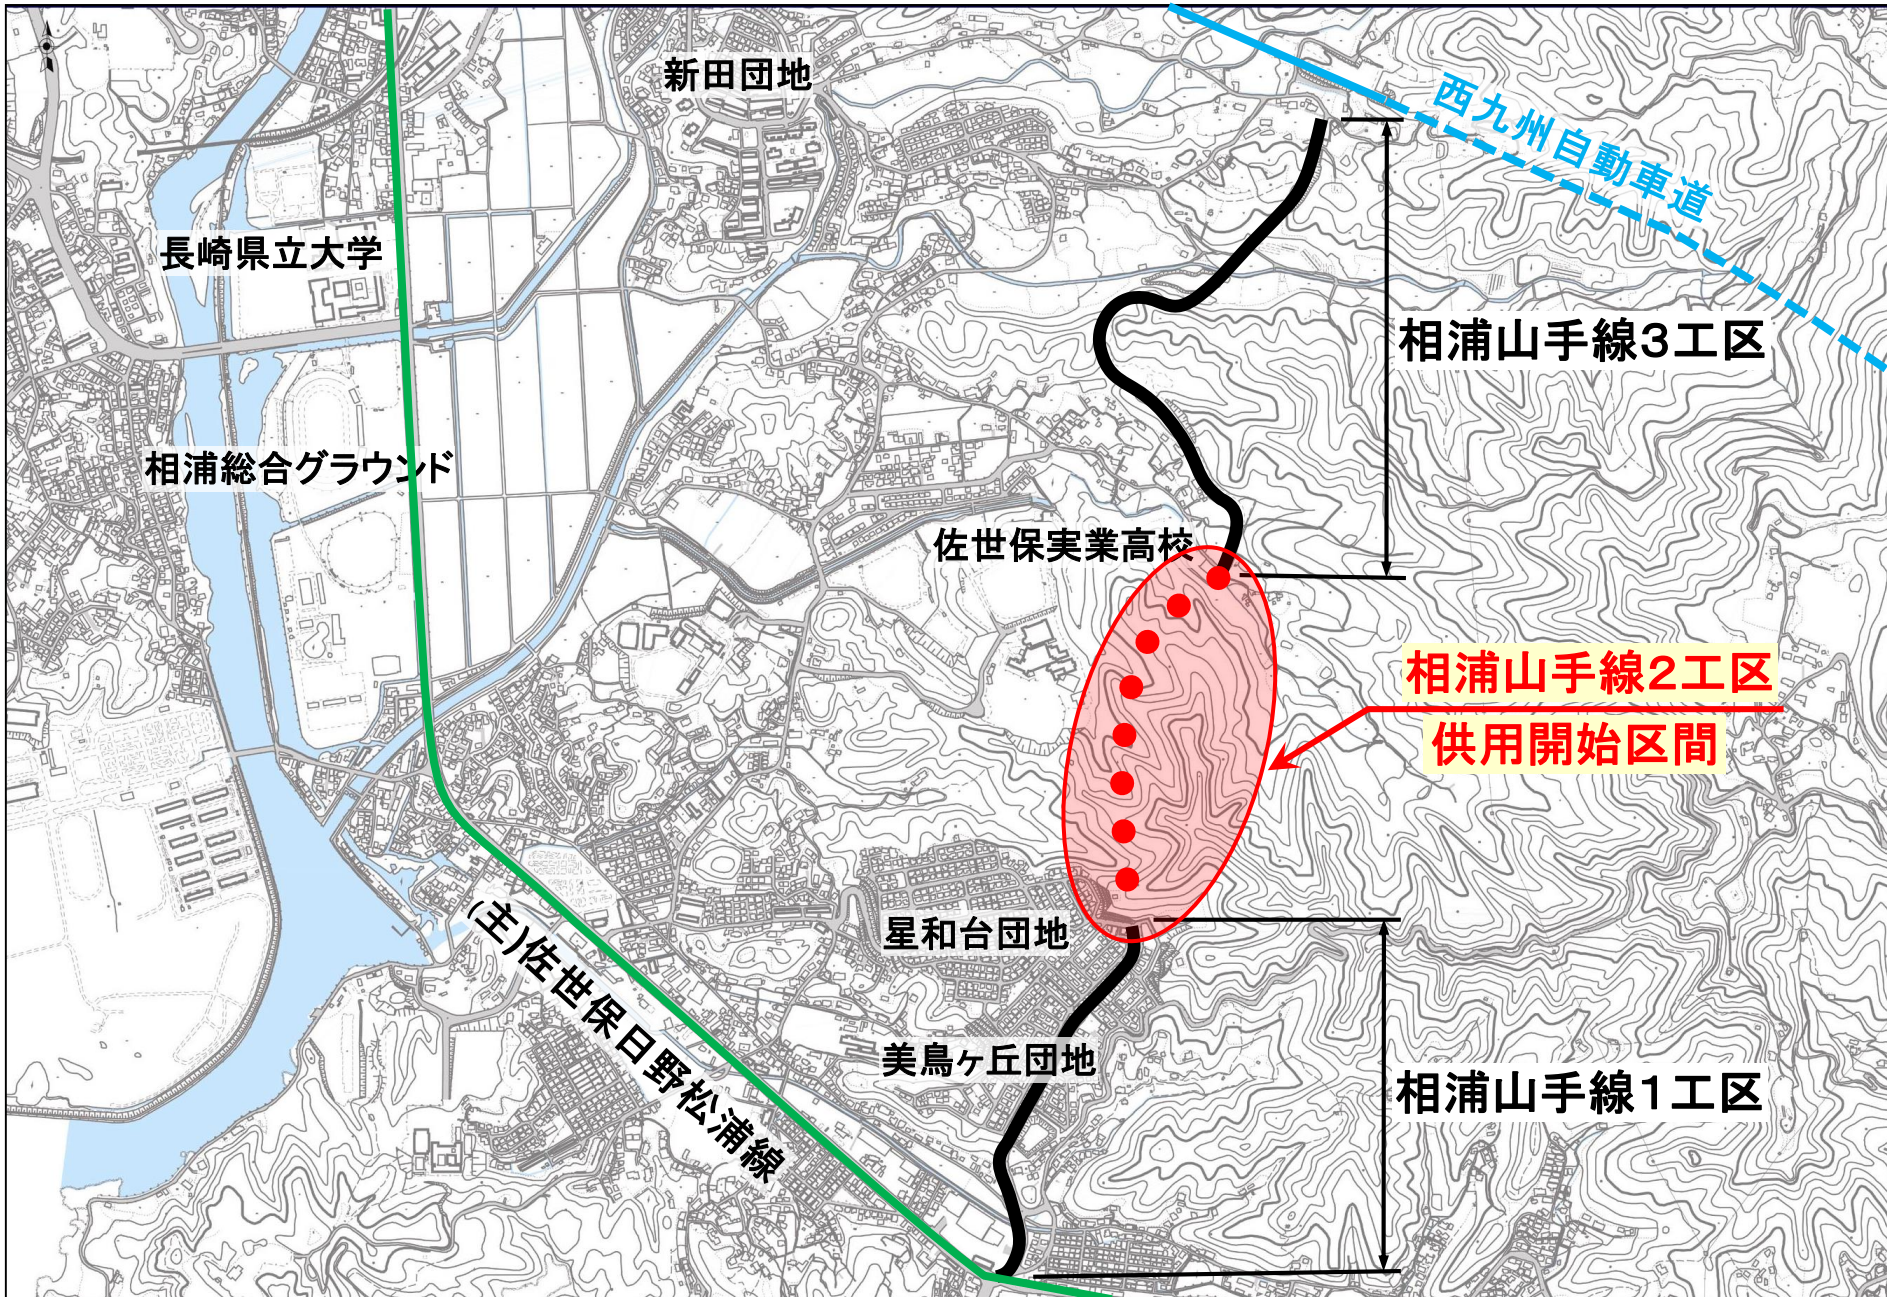 新田団地
西九州自動車道
長崎県立大学
相浦山手線3工区
相浦総合グラウンド
佐世保実業高校
相浦山手線2工区
供用開始区間
星和台団地
(主)佐世保日野松浦線
美鳥ヶ丘団地
相浦山手線1工区